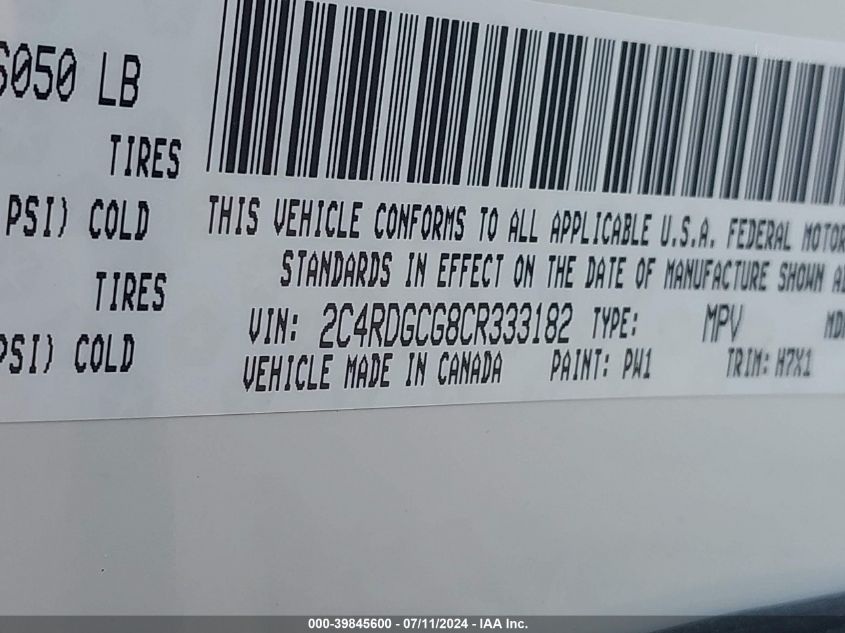 6050 LB
TIRES
PSI) COLD
TIRES
PSI) COLD
THIS VEHICLE CONFORMS TO ALL APPLICABLE U.S.A. FEDERAL MOTOR
STANDARDS IN EFFECT ON THE DATE OF MANUFACTURE SHOWN
VIN: 2C4RDGCG8CR333182 TYPE: MPV
VEHICLE MADE IN CANADA PAINT: PW1 TRIM: H7X1
000-39845600 - 07/11/2024 - IAA Inc.